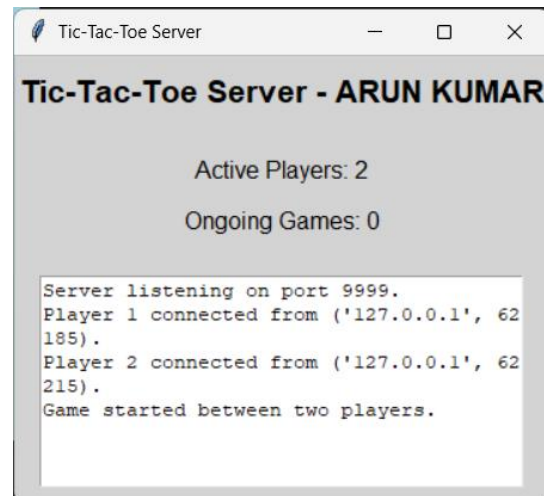 Tic-Tac-Toe Server
Tic-Tac-Toe Server - ARUN KUMAR
Active Players: 2
Ongoing Games: 0
Server listening on port 9999.
Player 1 connected from ('127.0.0.1', 62
185).
Player 2 connected from ('127.0.0.1', 62
215).
Game started between two players.